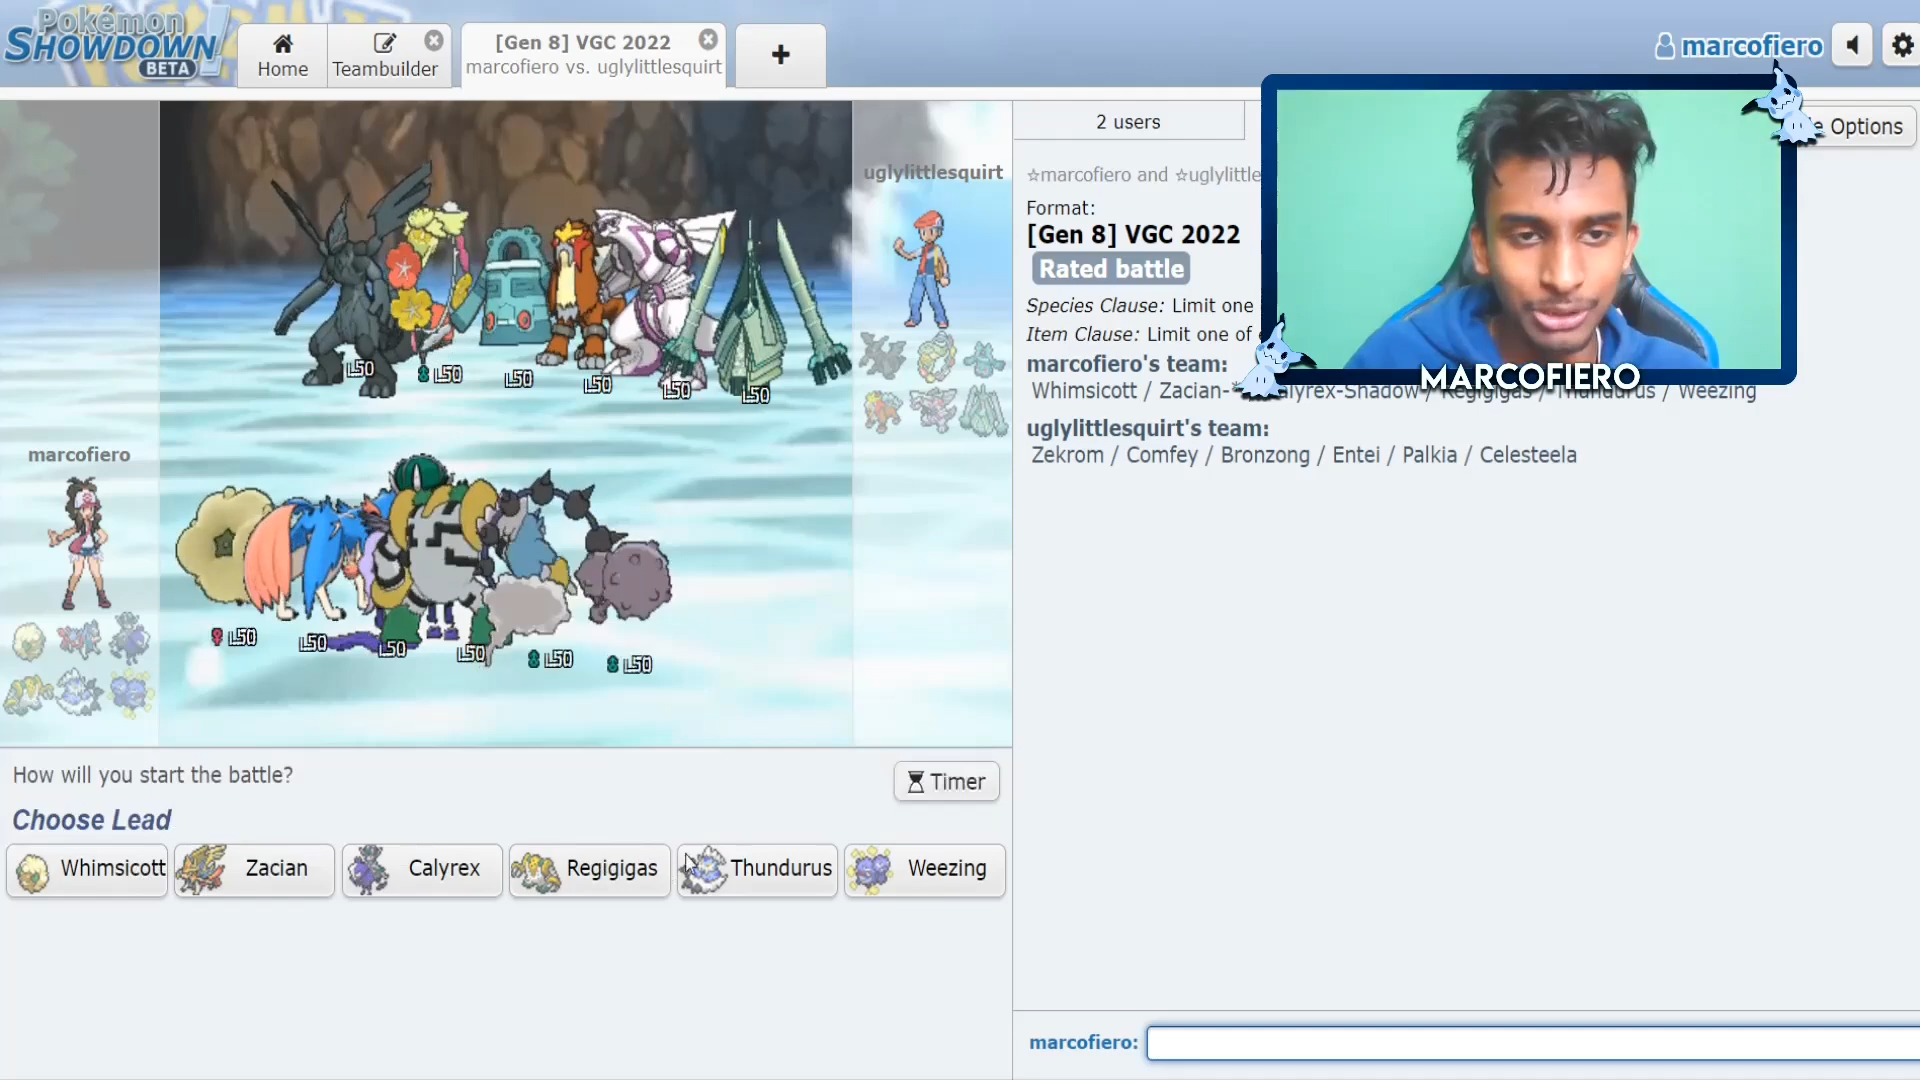 Pokémon
SHOWDOWN!
BETA
Home
Teambuilder
[Gen 8] VGC 2022
marcofiero vs. uglylittlesquirt
+
marcofiero
2 users
Options
☆marcofiero and ☆uglylittle
Format:
[Gen 8] VGC 2022
Rated battle
Species Clause: Limit one
Item Clause: Limit one of
marcofiero's team:
Whimsicott / Zacian-* / Calyrex-Shadow / Regigigas / Thundurus / Weezing
uglylittlesquirt's team:
Zekrom / Comfey / Bronzong / Entei / Palkia / Celesteela
MARCOFIERO
uglylittlesquirt
L50
L50
L50
L50
L50
L50
marcofiero
L50
L50
L50
L50
L50
L50
How will you start the battle?
Timer
Choose Lead
Whimsicott
Zacian
Calyrex
Regigigas
Thundurus
Weezing
marcofiero: